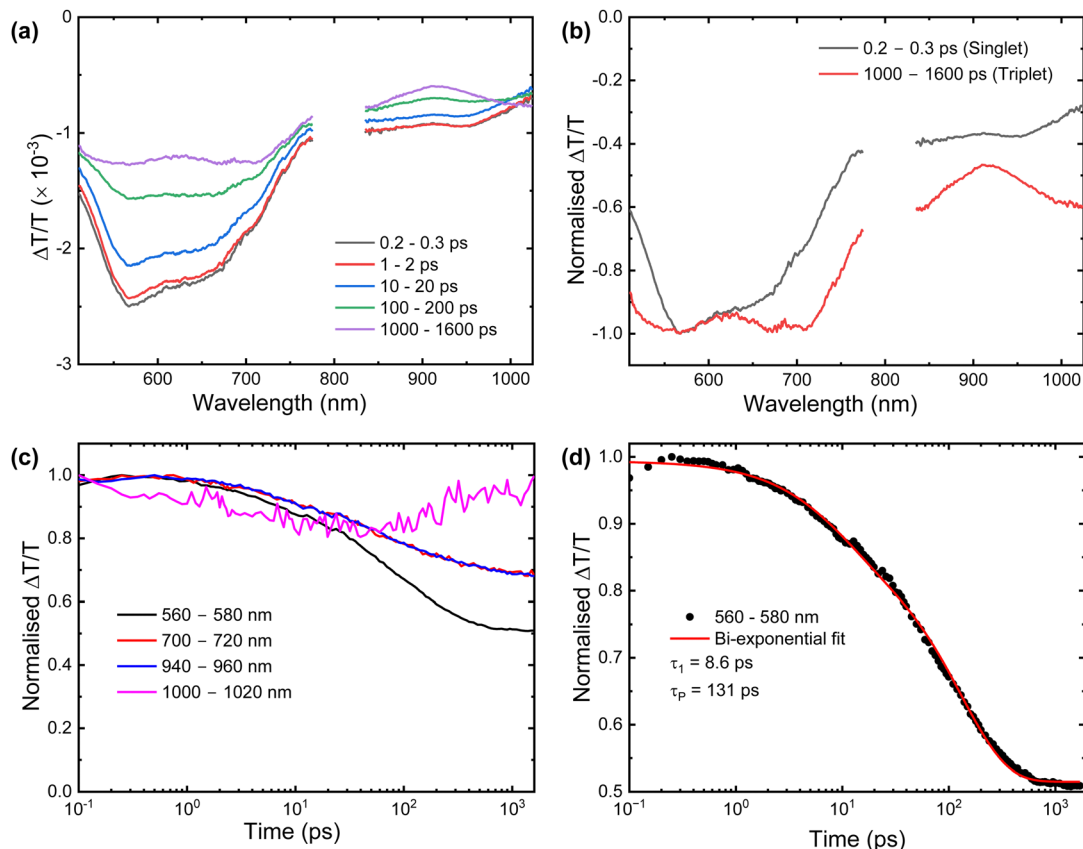 (a)
0
-1
-2
-3
ΔT/T (× 10⁻³)
0.2 - 0.3 ps
1 - 2 ps
10 - 20 ps
100 - 200 ps
1000 - 1600 ps
600 700 800 900 1000
Wavelength (nm)
(b)
0.0
-0.2
-0.4
-0.6
-0.8
-1.0
Normalised ΔT/T
0.2 – 0.3 ps (Singlet)
1000 – 1600 ps (Triplet)
600 700 800 900 1000
Wavelength (nm)
(c)
1.0
0.8
0.6
0.4
0.2
0.0
Normalised ΔT/T
560 – 580 nm
700 – 720 nm
940 – 960 nm
1000 – 1020 nm
10⁻¹ 10⁰ 10¹ 10² 10³
Time (ps)
(d)
1.0
0.9
0.8
0.7
0.6
0.5
Normalised ΔT/T
560 - 580 nm
Bi-exponential fit
τ₁ = 8.6 ps
τP = 131 ps
10⁻¹ 10⁰ 10¹ 10² 10³
Time (ps)